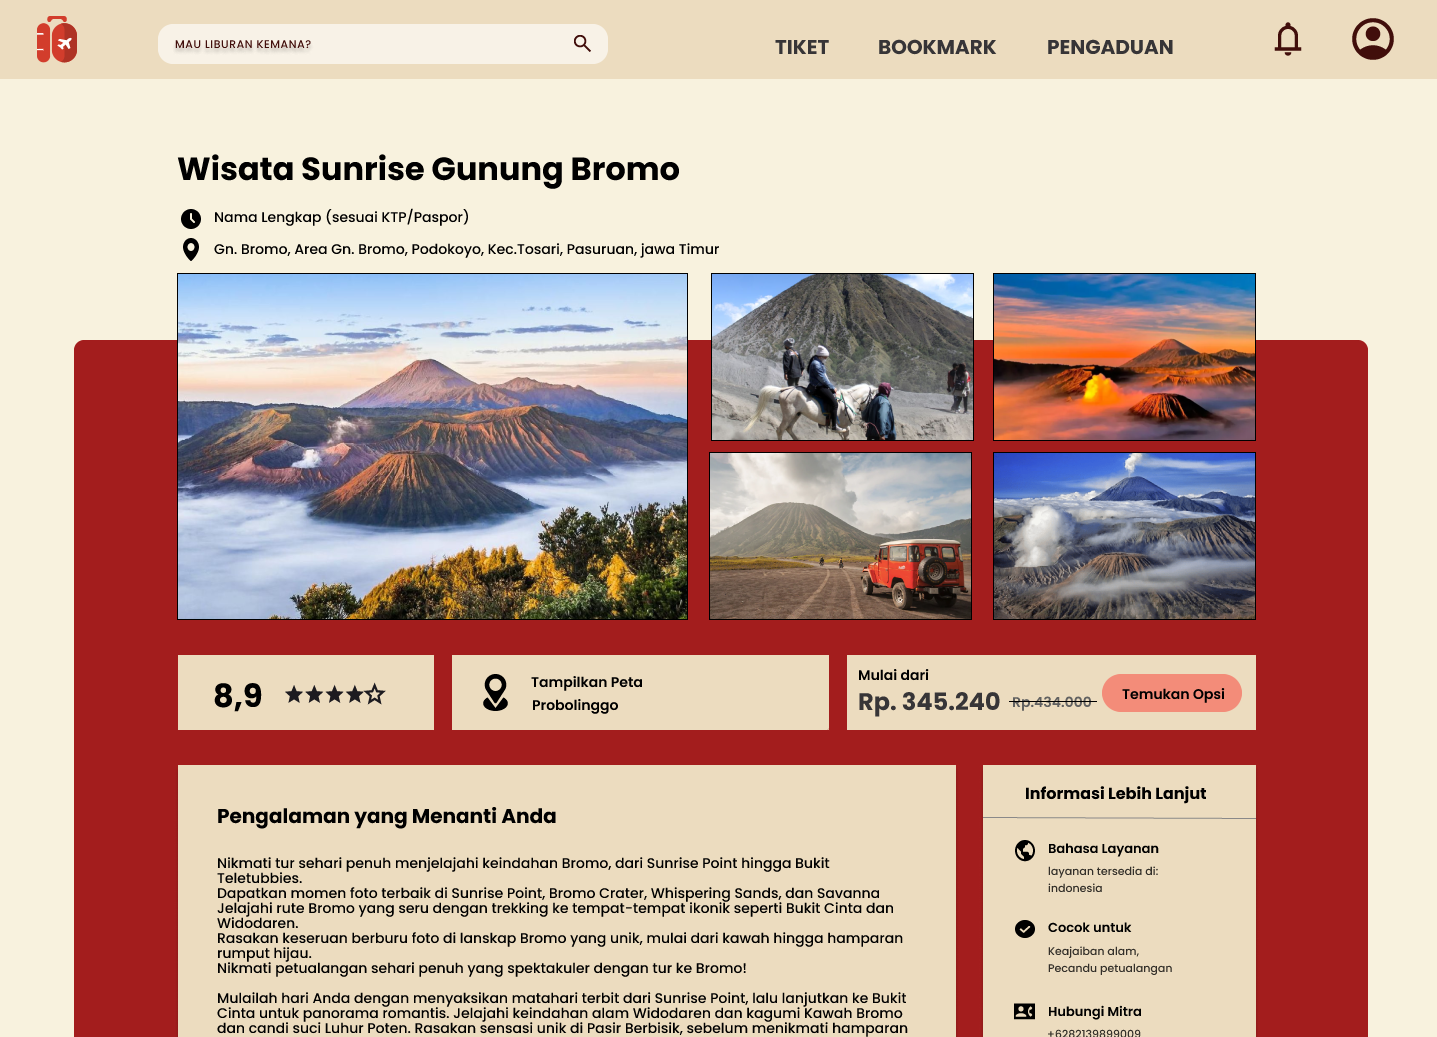 MAU LIBURAN KEMANA?
TIKET
BOOKMARK
PENGADUAN
Wisata Sunrise Gunung Bromo
Nama Lengkap (sesuai KTP/Paspor)
Gn. Bromo, Area Gn. Bromo, Podokoyo, Kec.Tosari, Pasuruan, jawa Timur
8,9
Tampilkan Peta
Probolinggo
Mulai dari
Rp. 345.240
Rp.434.000
Temukan Opsi
Pengalaman yang Menanti Anda
Nikmati tur sehari penuh menjelajahi keindahan Bromo, dari Sunrise Point hingga Bukit
Teletubbies.
Dapatkan momen foto terbaik di Sunrise Point, Bromo Crater, Whispering Sands, dan Savanna
Jelajahi rute Bromo yang seru dengan trekking ke tempat-tempat ikonik seperti Bukit Cinta dan
Widodaren.
Rasakan keseruan berburu foto di lanskap Bromo yang unik, mulai dari kawah hingga hamparan
rumput hijau.
Nikmati petualangan sehari penuh yang spektakuler dengan tur ke Bromo!
Mulailah hari Anda dengan menyaksikan matahari terbit dari Sunrise Point, lalu lanjutkan ke Bukit
Cinta untuk panorama romantis. Jelajahi keindahan alam Widodaren dan kagumi Kawah Bromo
dan candi suci Luhur Poten. Rasakan sensasi unik di Pasir Berbisik, sebelum menikmati hamparan
Informasi Lebih Lanjut
Bahasa Layanan
layanan tersedia di:
indonesia
Cocok untuk
Keajaiban alam,
Pecandu petualangan
Hubungi Mitra
+6282139899009